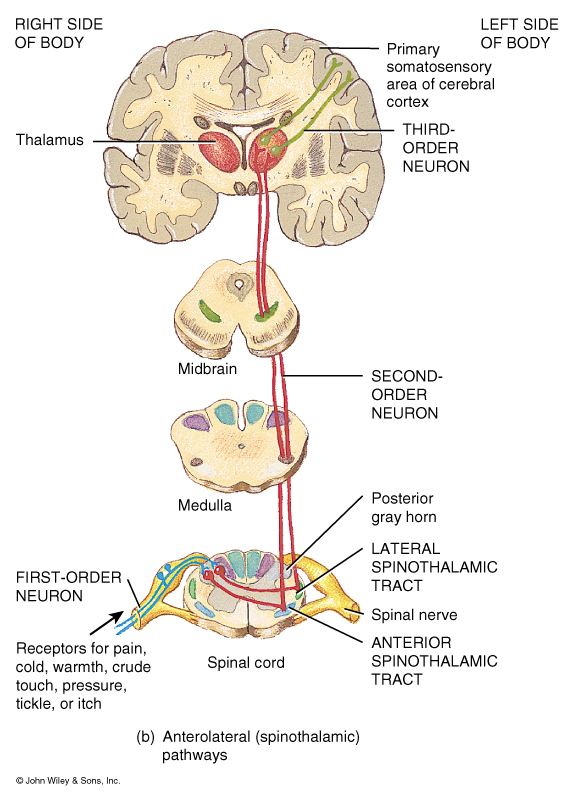 RIGHT SIDE
OF BODY
LEFT SIDE
OF BODY
Primary
somatosensory
area of cerebral
cortex
Thalamus
THIRD-
ORDER
NEURON
Midbrain
SECOND-
ORDER
NEURON
Medulla
Posterior
gray horn
LATERAL
SPINOTHALAMIC
TRACT
FIRST-ORDER
NEURON
Spinal nerve
Receptors for pain,
cold, warmth, crude
touch, pressure,
tickle, or itch
Spinal cord
ANTERIOR
SPINOTHALAMIC
TRACT
(b) Anterolateral (spinothalamic)
pathways
© John Wiley & Sons, Inc.